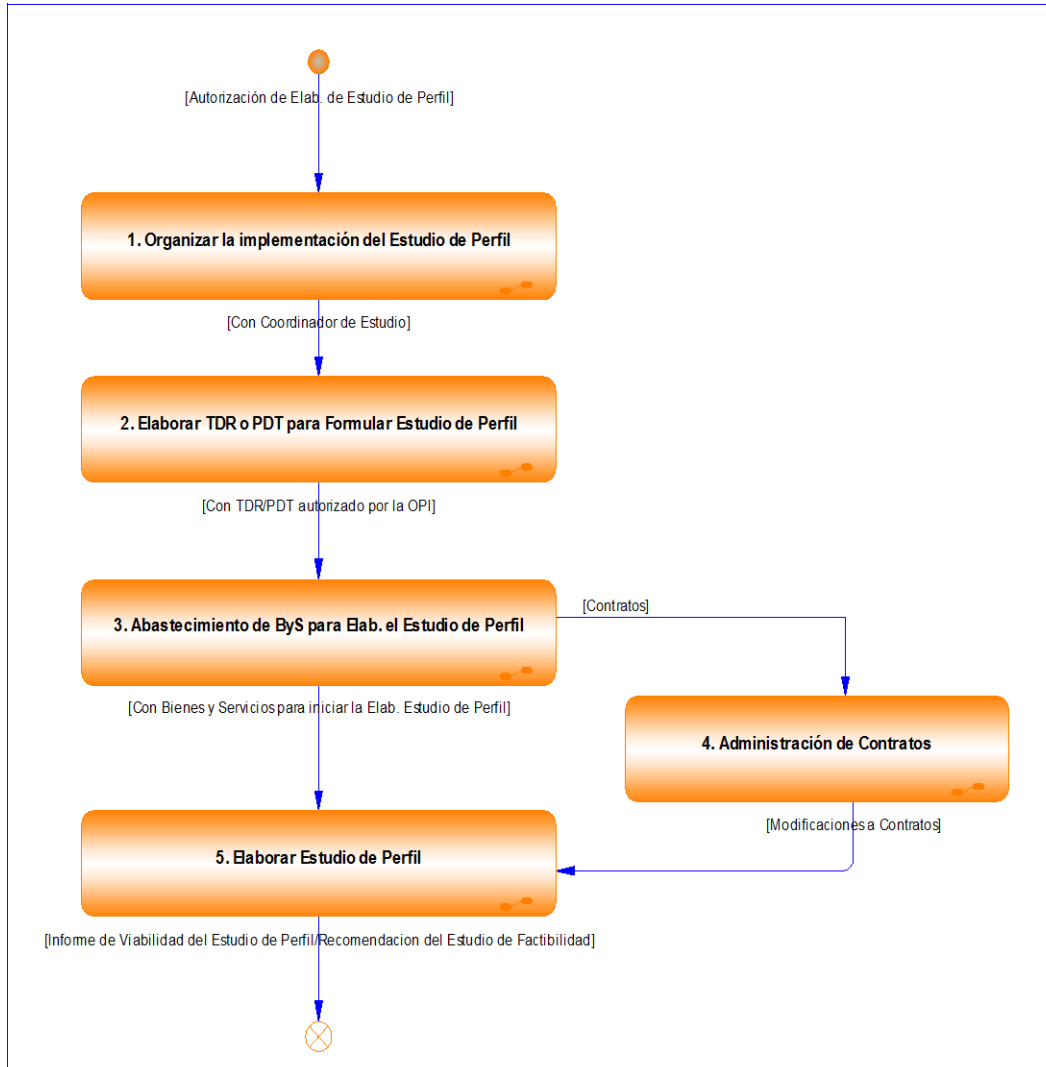 [Autorización de Elab. de Estudio de Perfil]
1. Organizar la implementación del Estudio de Perfil
[Con Coordinador de Estudio]
2. Elaborar TDR o PDT para Formular Estudio de Perfil
[Con TDR/PDT autorizado por la OPI]
3. Abastecimiento de ByS para Elab. el Estudio de Perfil
[Contratos]
[Con Bienes y Servicios para iniciar la Elab. Estudio de Perfil]
4. Administración de Contratos
[Modificaciones a Contratos]
5. Elaborar Estudio de Perfil
[Informe de Viabilidad del Estudio de Perfil/Recomendacion del Estudio de Factibilidad]